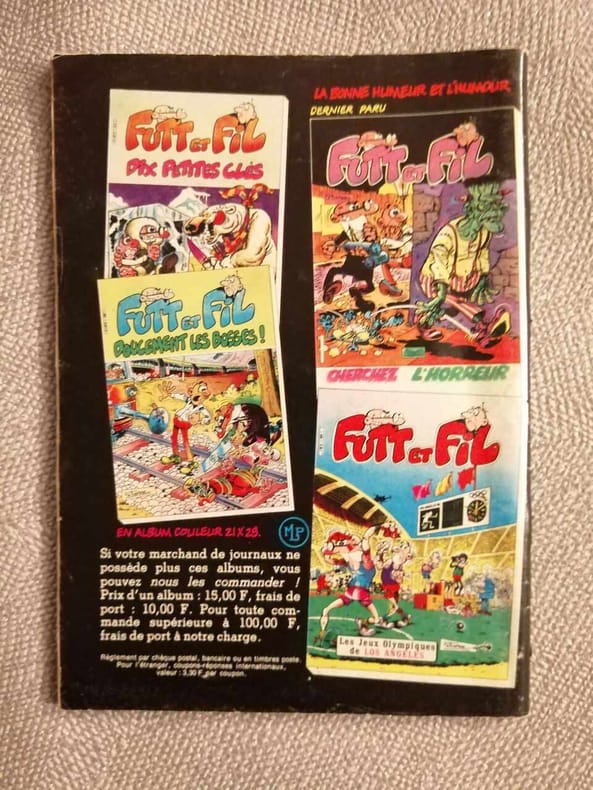 LA BONNE HUMEUR ET L'HUMOUR
DERNIER PARU
FUTT ET FIL
DIX PETITES CLÉS
FUTT ET FIL
DOUCEMENT LES BOSSES !
FUTT ET FIL
CHERCHEZ L'HORREUR
FUTT ET FIL
Les Jeux Olympiques
de LOS ANGELES
EN ALBUM COULEUR 21X28.
MP
Si votre marchand de journaux ne
possède plus ces albums, vous
pouvez nous les commander !
Prix d'un album : 15,00 F, frais de
port : 10,00 F. Pour toute com-
mande supérieure à 100,00 F,
frais de port à notre charge.
Règlement par chèque postal, bancaire ou en timbres poste.
Pour l'étranger, coupons-réponses internationaux,
valeur : 3,30 F par coupon.